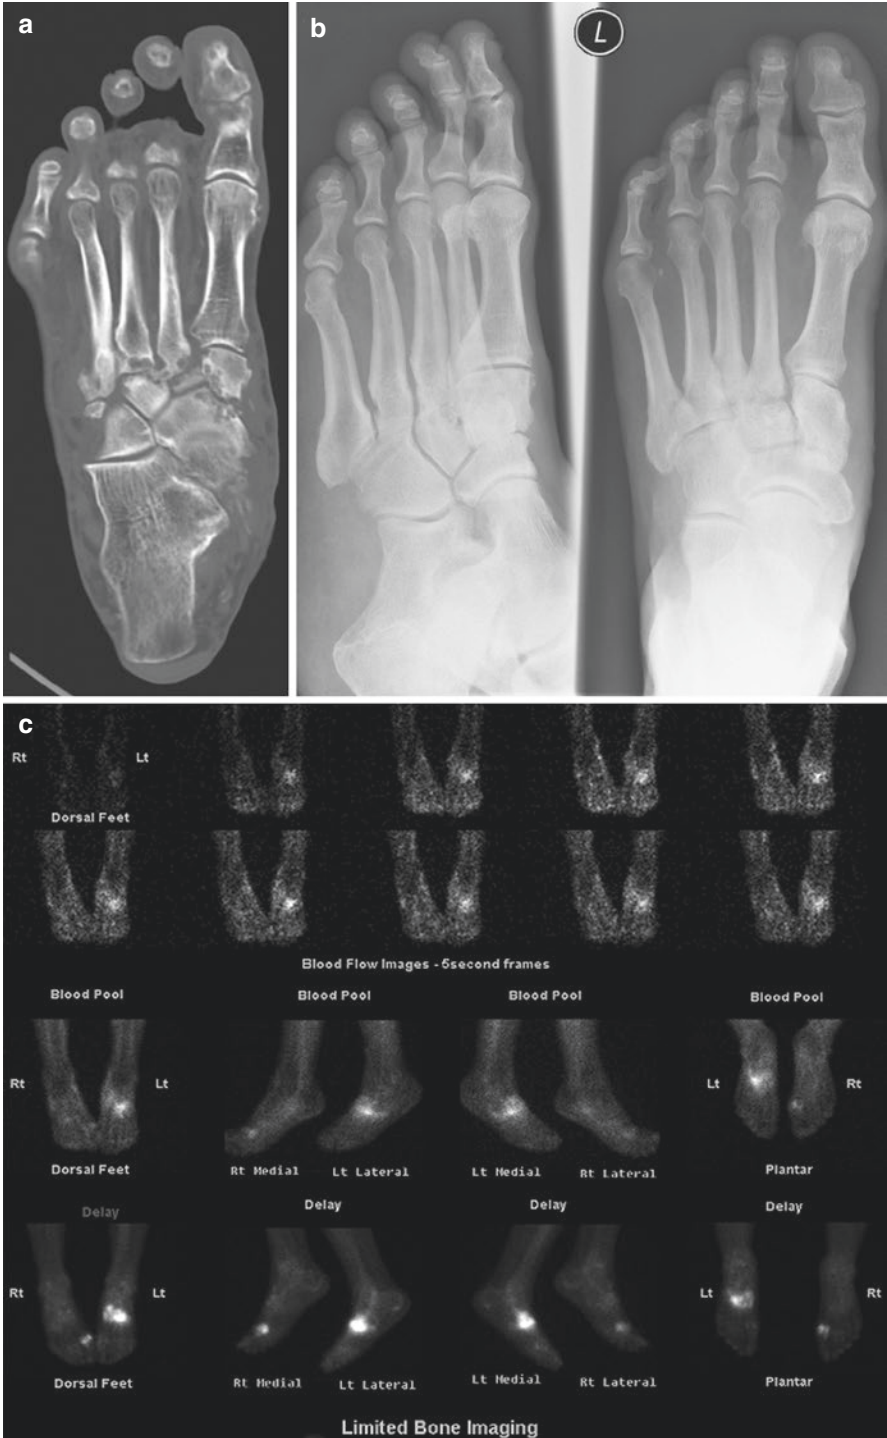 a
b
L
c
Rt
Lt
Dorsal Feet
Blood Flow Images - 5second frames
Blood Pool
Blood Pool
Blood Pool
Blood Pool
Rt
Lt
Lt
Rt
Dorsal Feet
Rt Medial
Lt Lateral
Lt Medial
Rt Lateral
Plantar
Delay
Delay
Delay
Delay
Rt
Lt
Lt
Rt
Dorsal Feet
Rt Medial
Lt Lateral
Lt Medial
Rt Lateral
Plantar
Limited Bone Imaging